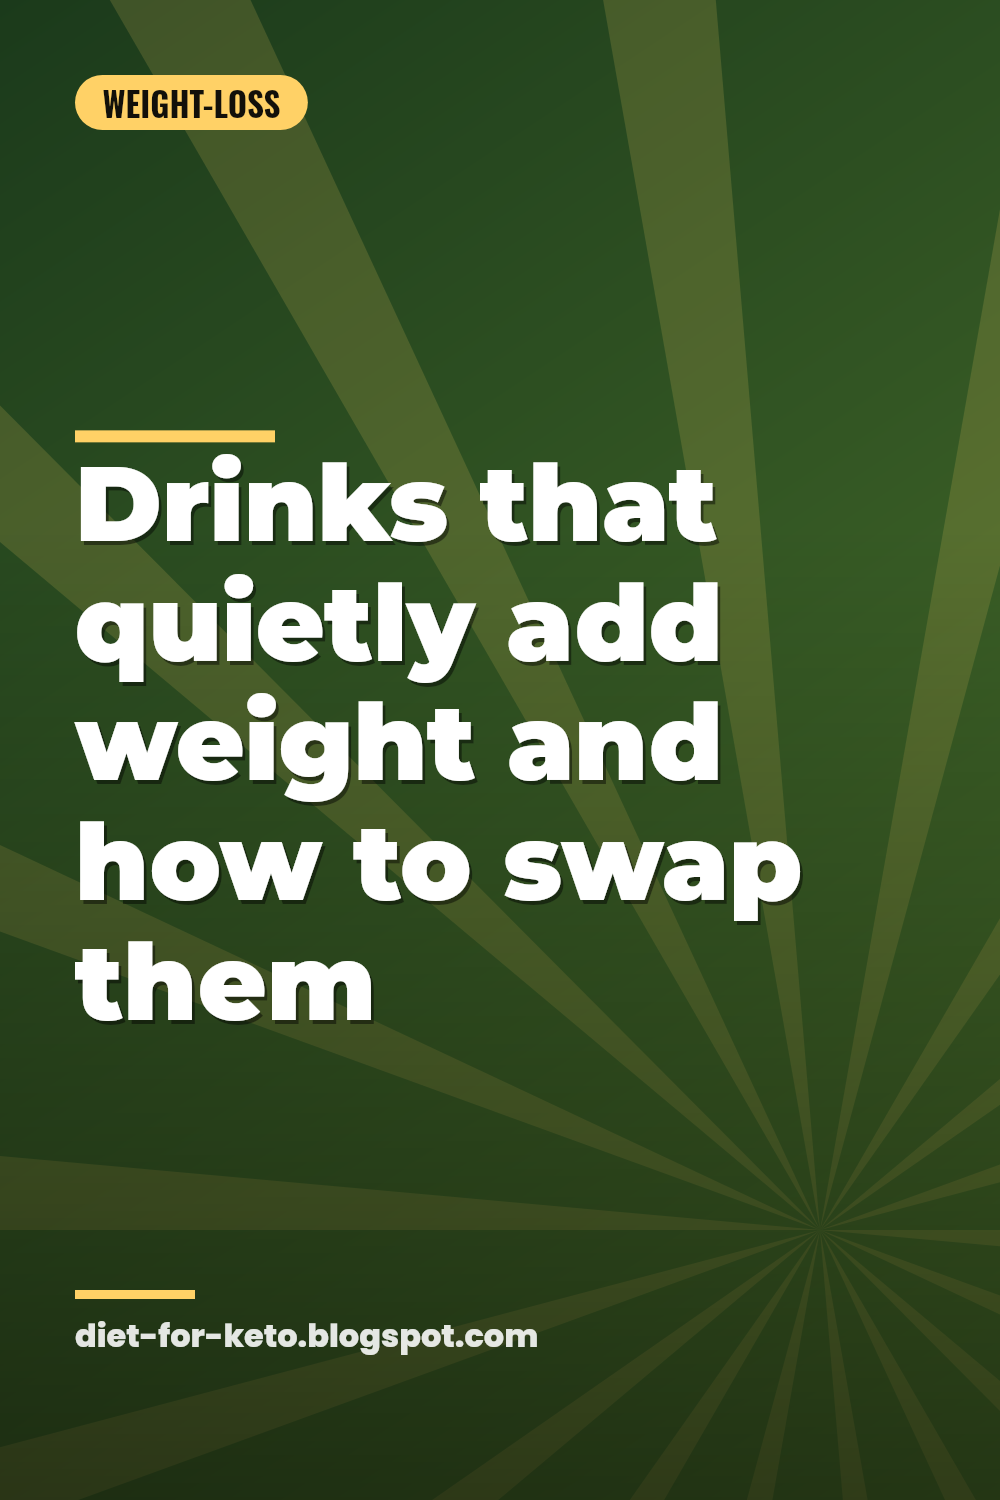 WEIGHT-LOSS
Drinks that
quietly add
weight and
how to swap
them
diet-for-keto.blogspot.com